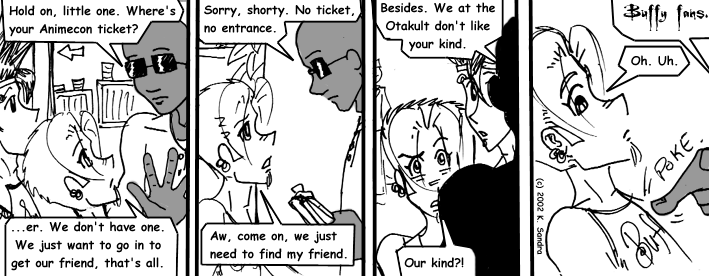 Hold on, little one. Where's
your Animecon ticket?
...er. We don't have one.
We just want to go in to
get our friend, that's all.
Sorry, shorty. No ticket,
no entrance.
Aw, come on, we just
need to find my friend.
Besides. We at the
Otakult don't like
your kind.
Our kind?!
Buffy fans.
Oh. Uh.
POKE.
BUFF
(c) 2002 K. Sandra